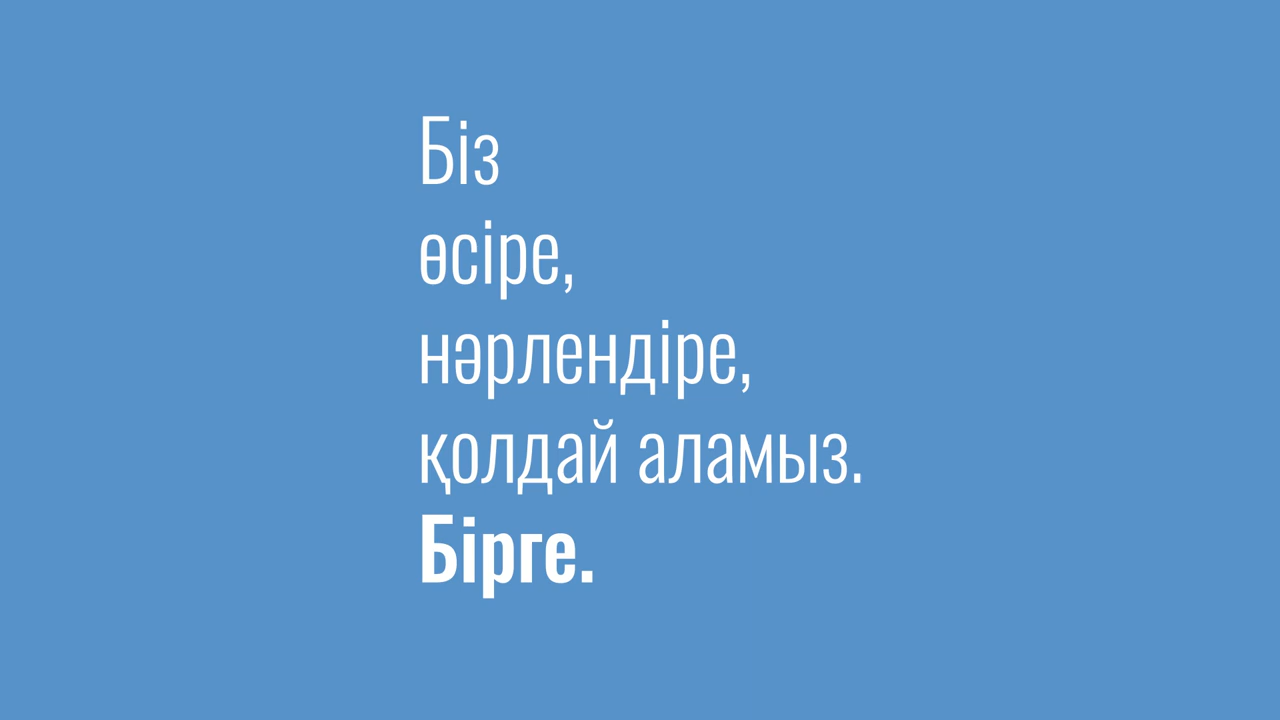 Біз
өсіре,
нәрлендіре,
қолдай аламыз.
Бірге.